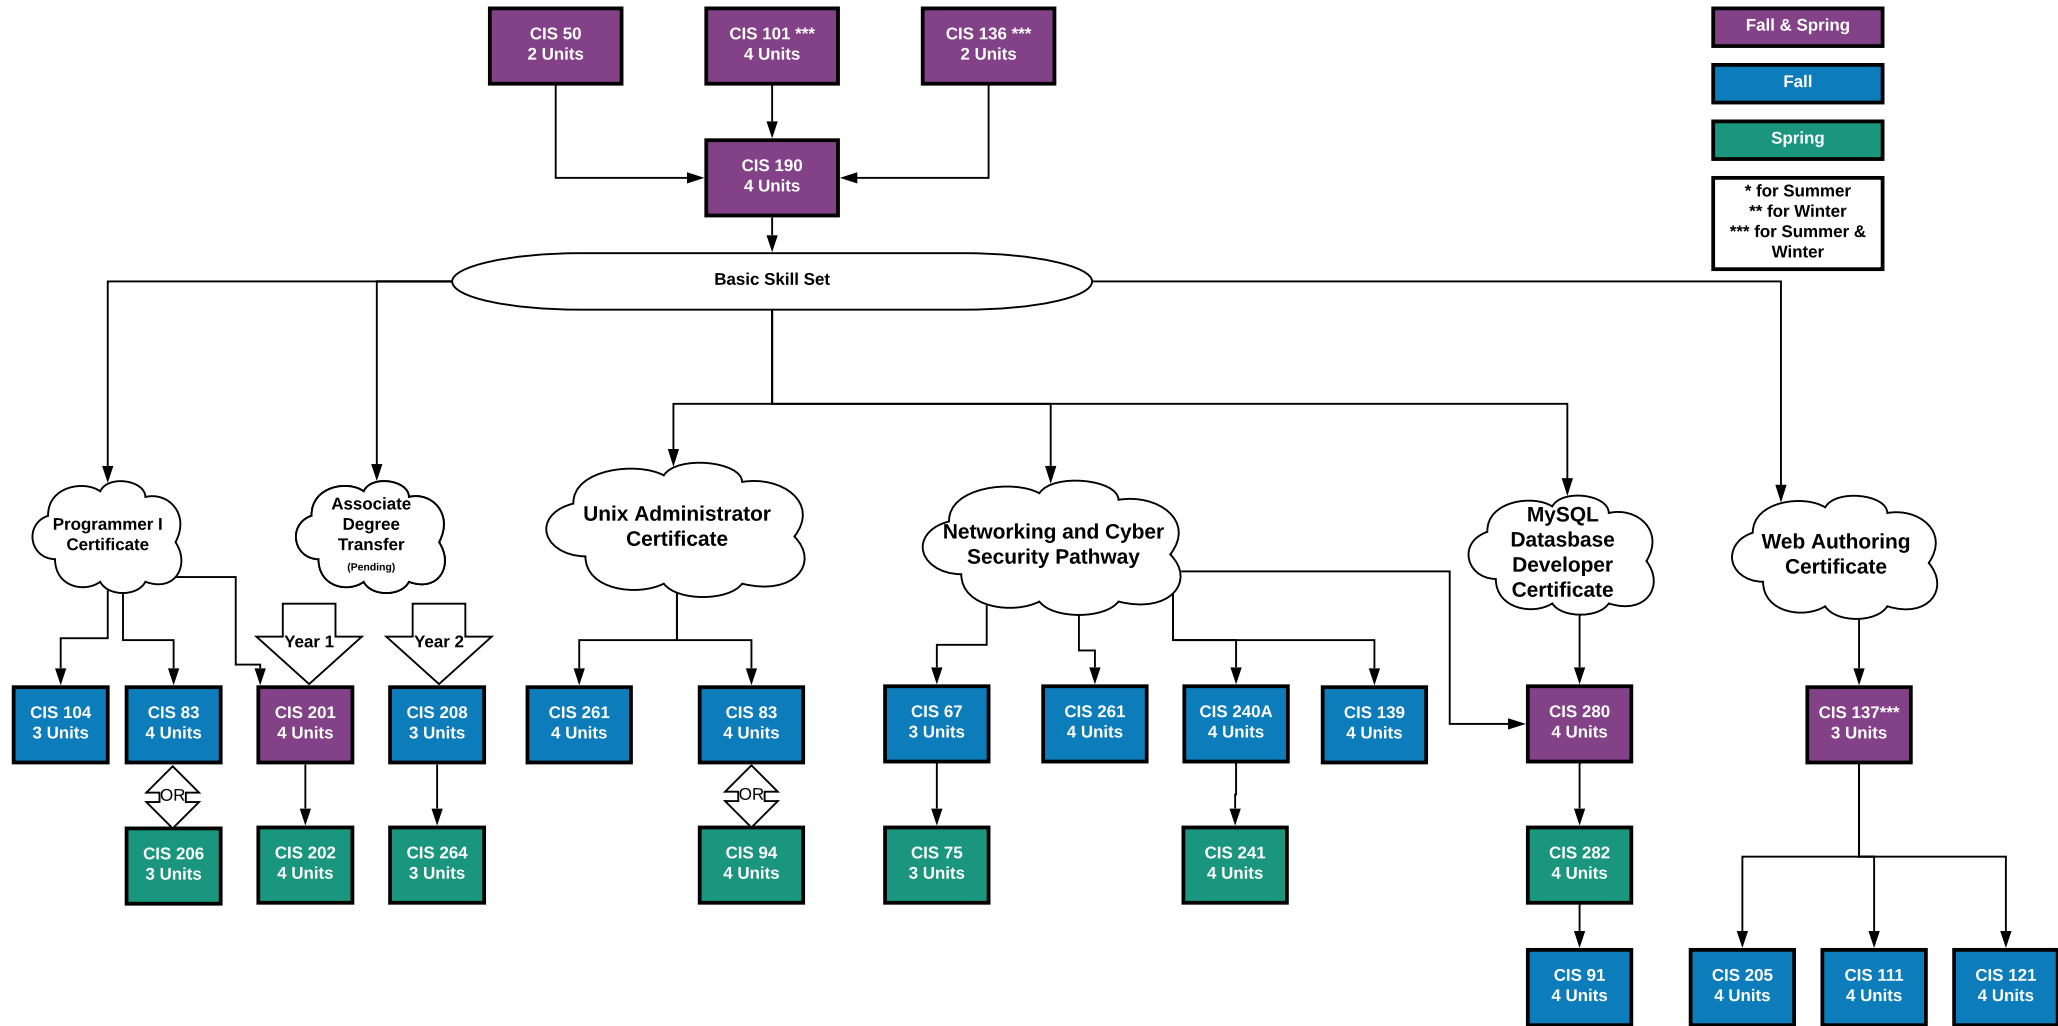 CIS 50
2 Units
CIS 101 ***
4 Units
CIS 136 ***
2 Units
Fall & Spring
Fall
Spring
* for Summer
** for Winter
*** for Summer &
Winter
CIS 190
4 Units
Basic Skill Set
Programmer I
Certificate
Associate
Degree
Transfer
(Pending)
Unix Administrator
Certificate
Networking and Cyber
Security Pathway
MySQL
Datasbase
Developer
Certificate
Web Authoring
Certificate
Year 1
Year 2
CIS 104
3 Units
CIS 83
4 Units
CIS 201
4 Units
CIS 208
3 Units
CIS 261
4 Units
CIS 83
4 Units
CIS 67
3 Units
CIS 261
4 Units
CIS 240A
4 Units
CIS 139
4 Units
CIS 280
4 Units
CIS 137***
3 Units
OR
OR
CIS 206
3 Units
CIS 202
4 Units
CIS 264
3 Units
CIS 94
4 Units
CIS 75
3 Units
CIS 241
4 Units
CIS 282
4 Units
CIS 91
4 Units
CIS 205
4 Units
CIS 111
4 Units
CIS 121
4 Units